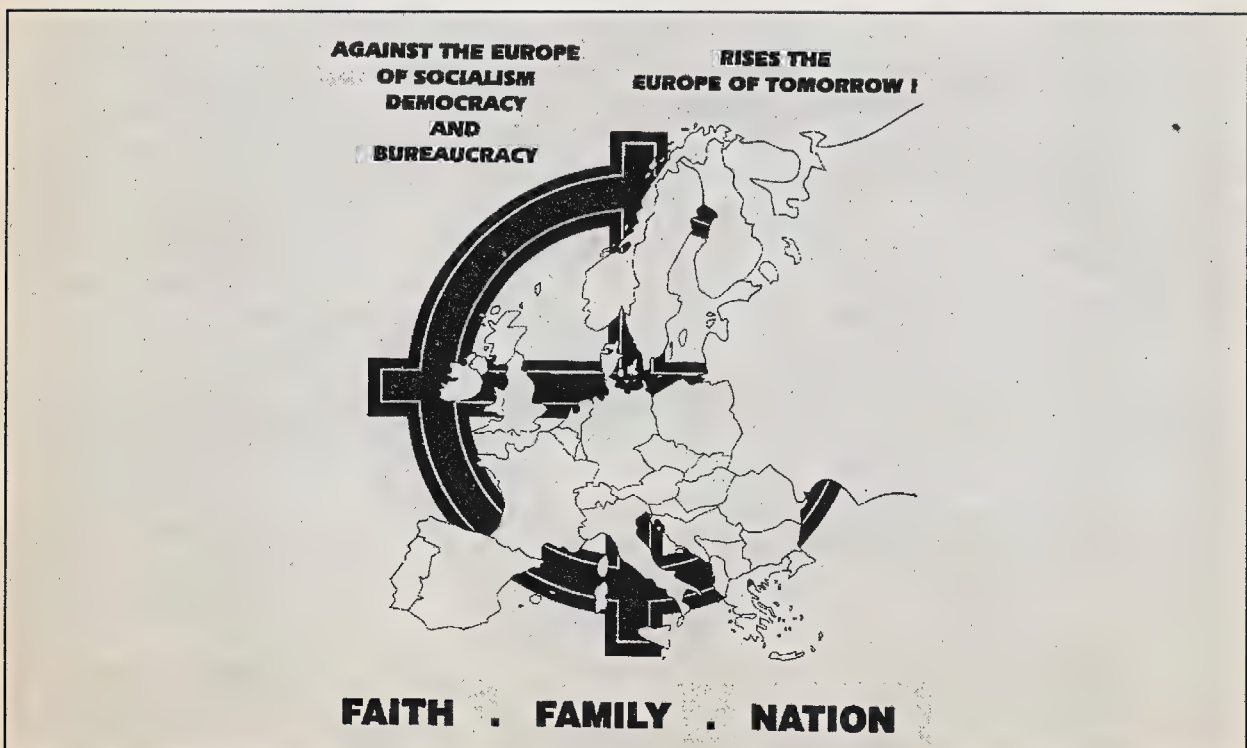 AGAINST THE EUROPE
OF SOCIALISM
DEMOCRACY
AND
BUREAUCRACY
RISES THE
EUROPE OF TOMORROW !
FAITH . FAMILY . NATION